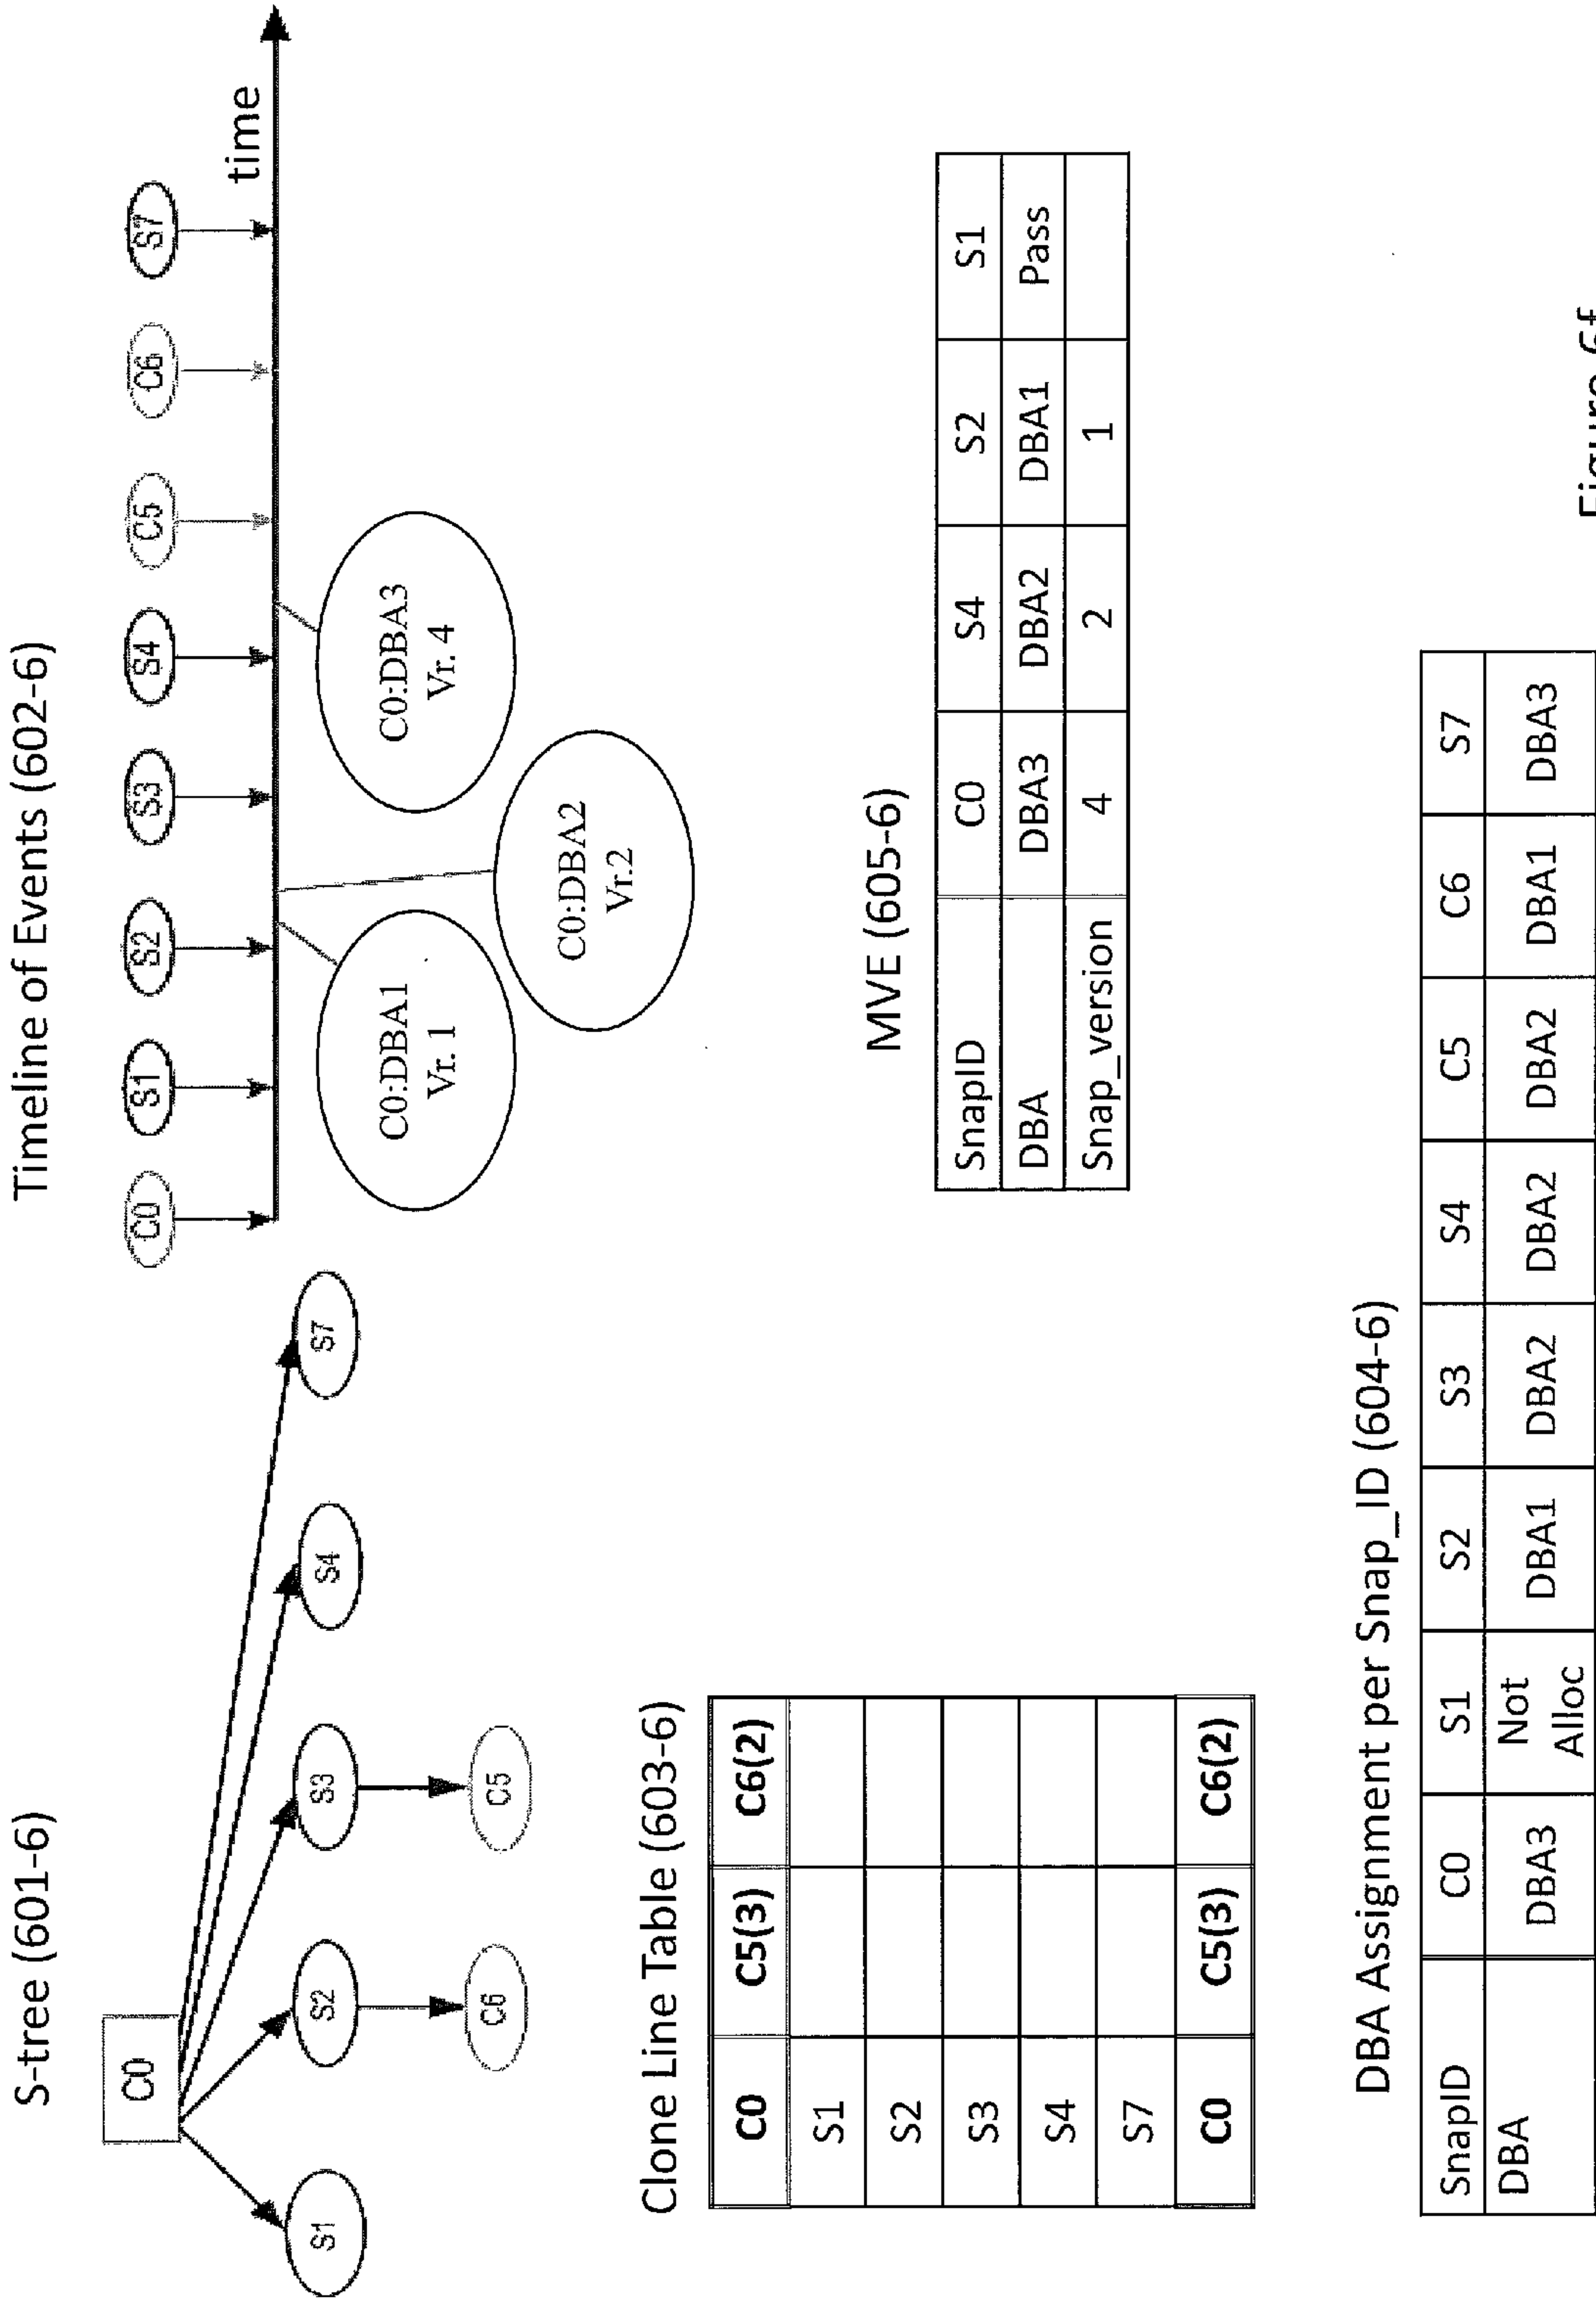 S-tree (601-6)
C0
S1
S2
S3
S4
S7
C6
C5
Timeline of Events (602-6)
C0
S1
S2
S3
S4
C5
C6
S7
time
C0:DBA1
Vr. 1
C0:DBA2
Vr.2
C0:DBA3
Vr. 4
Clone Line Table (603-6)
C0 C5(3) C6(2)
S1
S2
S3
S4
S7
C0 C5(3) C6(2)
MVE (605-6)
SnapID C0 S4 S2 S1
DBA DBA3 DBA2 DBA1 Pass
Snap_version 4 2 1
DBA Assignment per Snap_ID (604-6)
SnapID C0 S1 S2 S3 S4 C5 C6 S7
DBA DBA3 Not Alloc DBA1 DBA2 DBA2 DBA2 DBA1 DBA3
Figure 6f